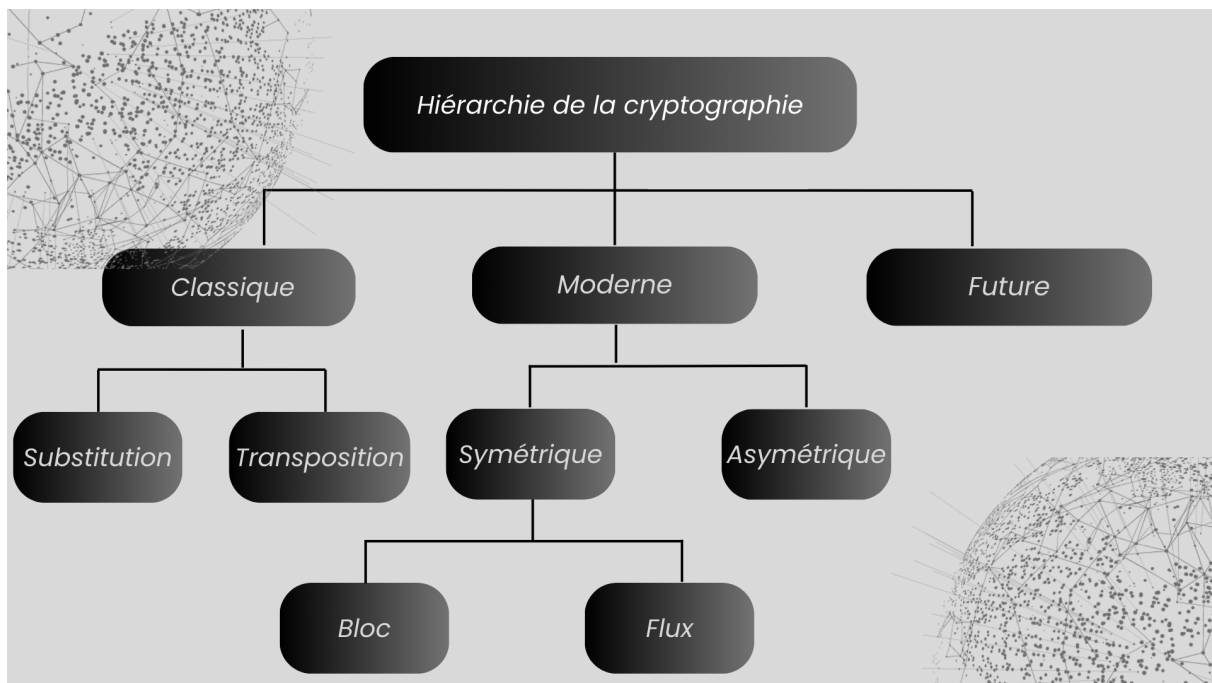 Hiérarchie de la cryptographie
Classique
Moderne
Future
Substitution
Transposition
Symétrique
Asymétrique
Bloc
Flux